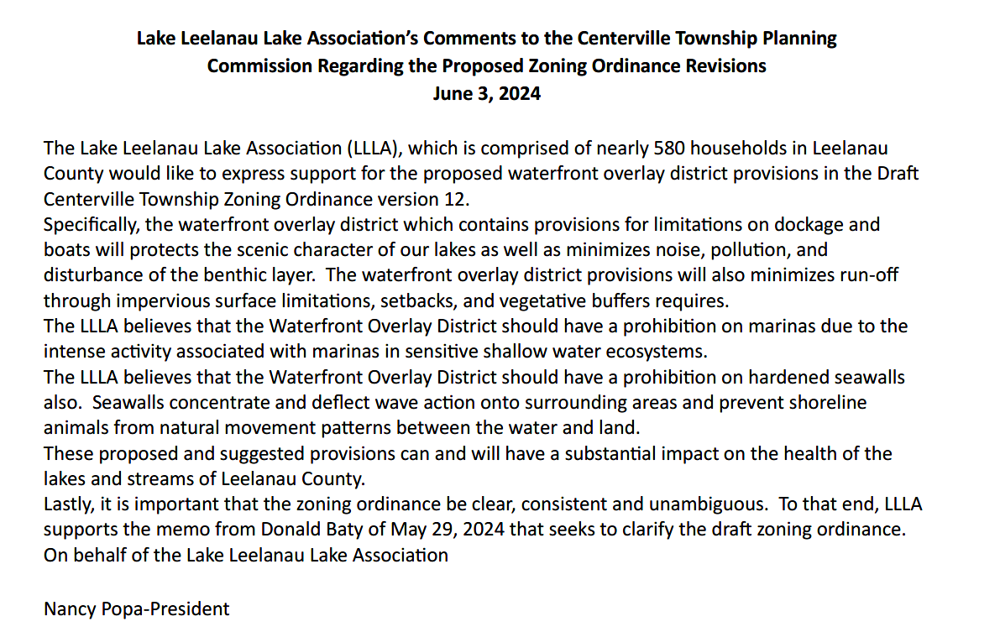 Lake Leelanau Lake Association’s Comments to the Centerville Township Planning
Commission Regarding the Proposed Zoning Ordinance Revisions
June 3, 2024
The Lake Leelanau Lake Association (LLLA), which is comprised of nearly 580 households in Leelanau
County would like to express support for the proposed waterfront overlay district provisions in the Draft
Centerville Township Zoning Ordinance version 12.
Specifically, the waterfront overlay district which contains provisions for limitations on dockage and
boats will protects the scenic character of our lakes as well as minimizes noise, pollution, and
disturbance of the benthic layer.  The waterfront overlay district provisions will also minimizes run-off
through impervious surface limitations, setbacks, and vegetative buffers requires.
The LLLA believes that the Waterfront Overlay District should have a prohibition on marinas due to the
intense activity associated with marinas in sensitive shallow water ecosystems.
The LLLA believes that the Waterfront Overlay District should have a prohibition on hardened seawalls
also.  Seawalls concentrate and deflect wave action onto surrounding areas and prevent shoreline
animals from natural movement patterns between the water and land.
These proposed and suggested provisions can and will have a substantial impact on the health of the
lakes and streams of Leelanau County.
Lastly, it is important that the zoning ordinance be clear, consistent and unambiguous.  To that end, LLLA
supports the memo from Donald Baty of May 29, 2024 that seeks to clarify the draft zoning ordinance.
On behalf of the Lake Leelanau Lake Association
Nancy Popa-President